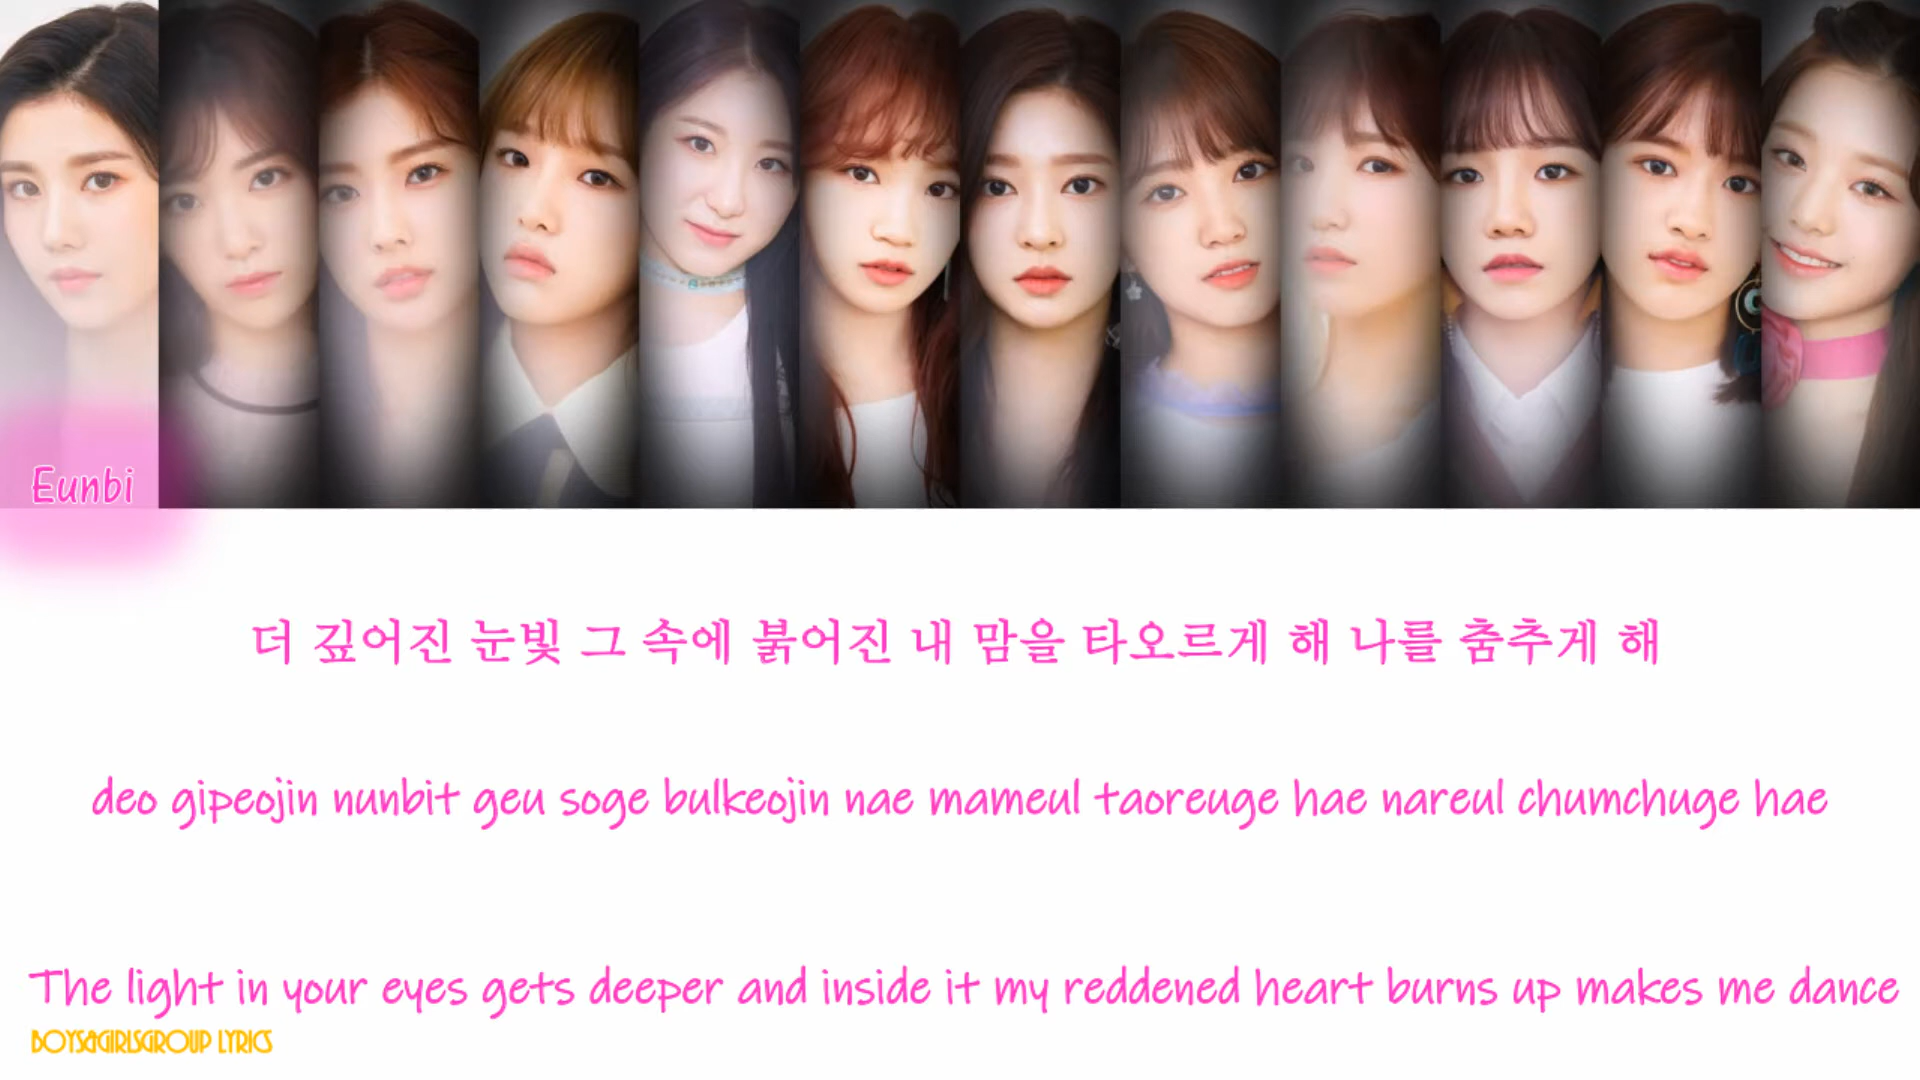 Eunbi
더 깊어진 눈빛 그 속에 붉어진 내 맘을 타오르게 해 나를 춤추게 해
deo gipeojin nunbit geu soge bulkeojin nae mameul taoreuge hae nareul chumchuge hae
The light in your eyes gets deeper and inside it my reddened heart burns up makes me dance
BOYS&GIRLSGROUP LYRICS